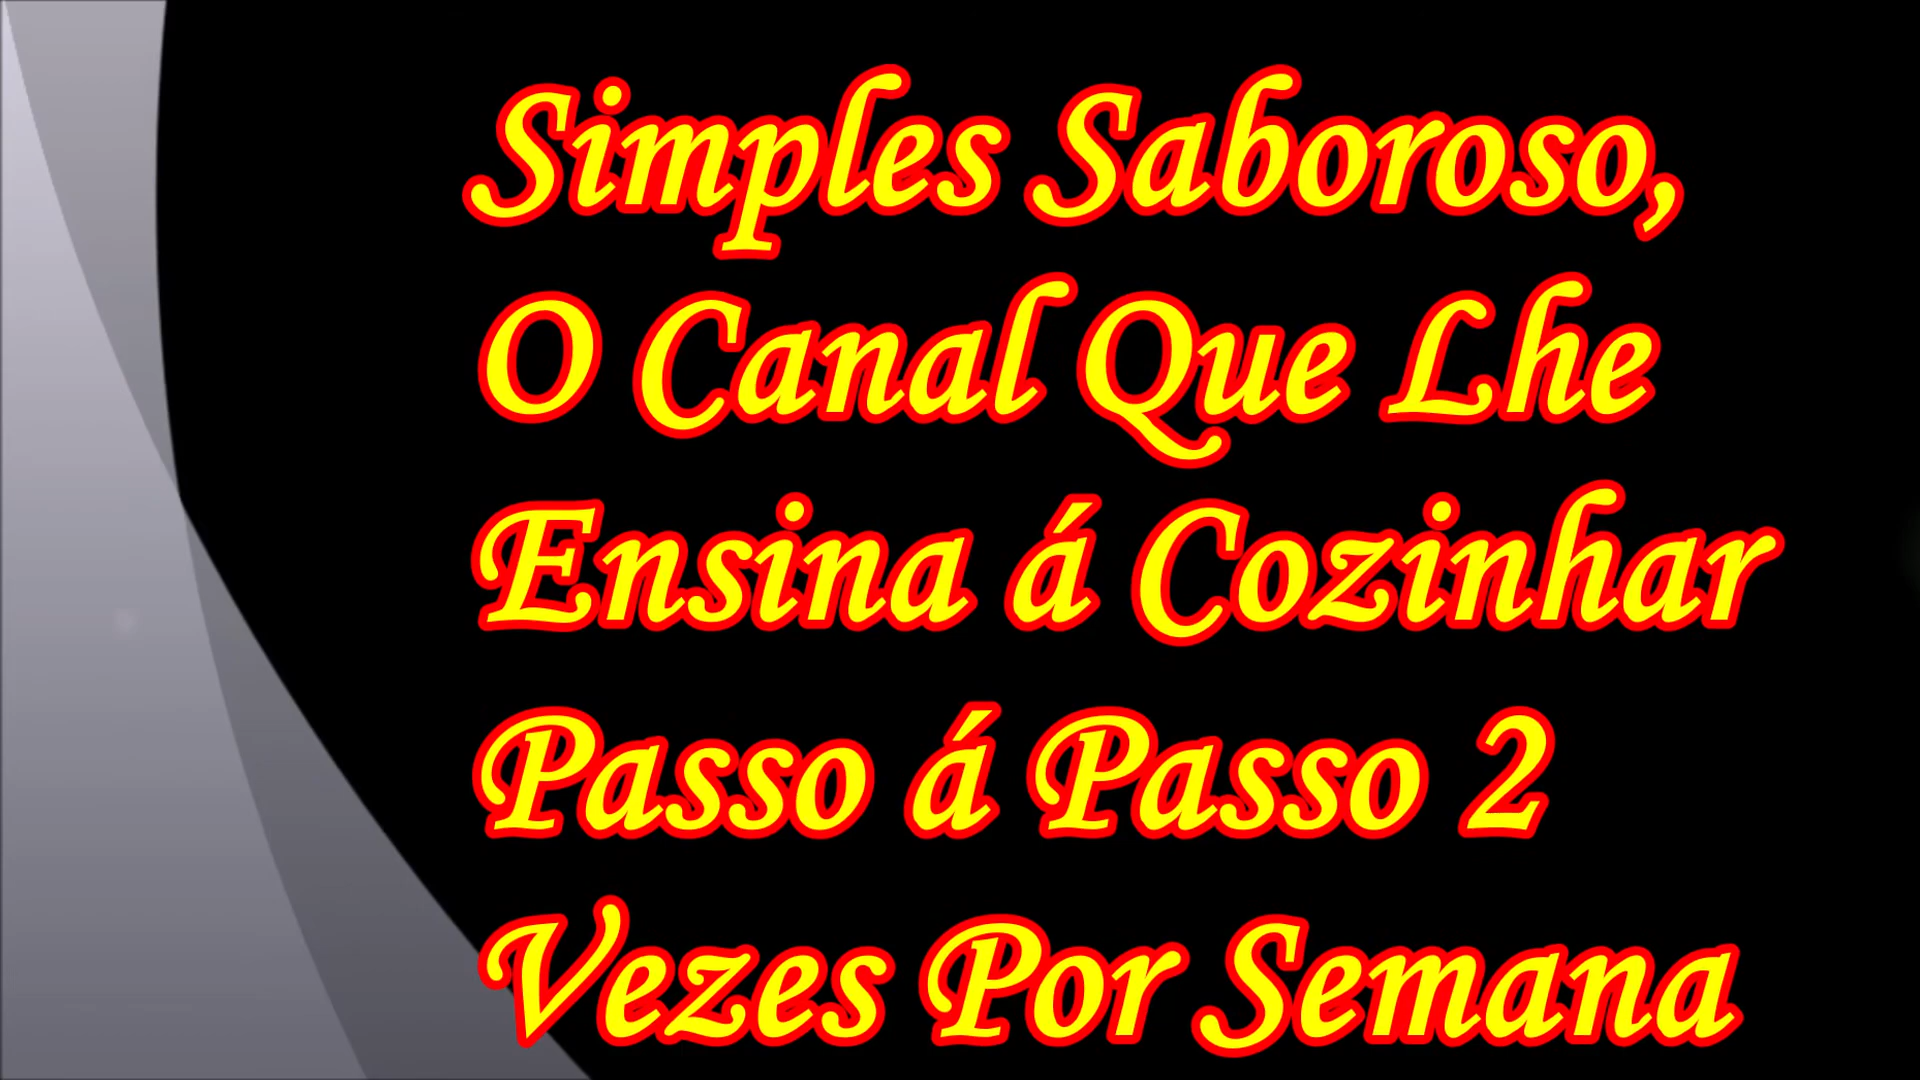 Simples Saboroso,
O Canal Que Lhe
Ensina á Cozinhar
Passo á Passo 2
Vezes Por Semana